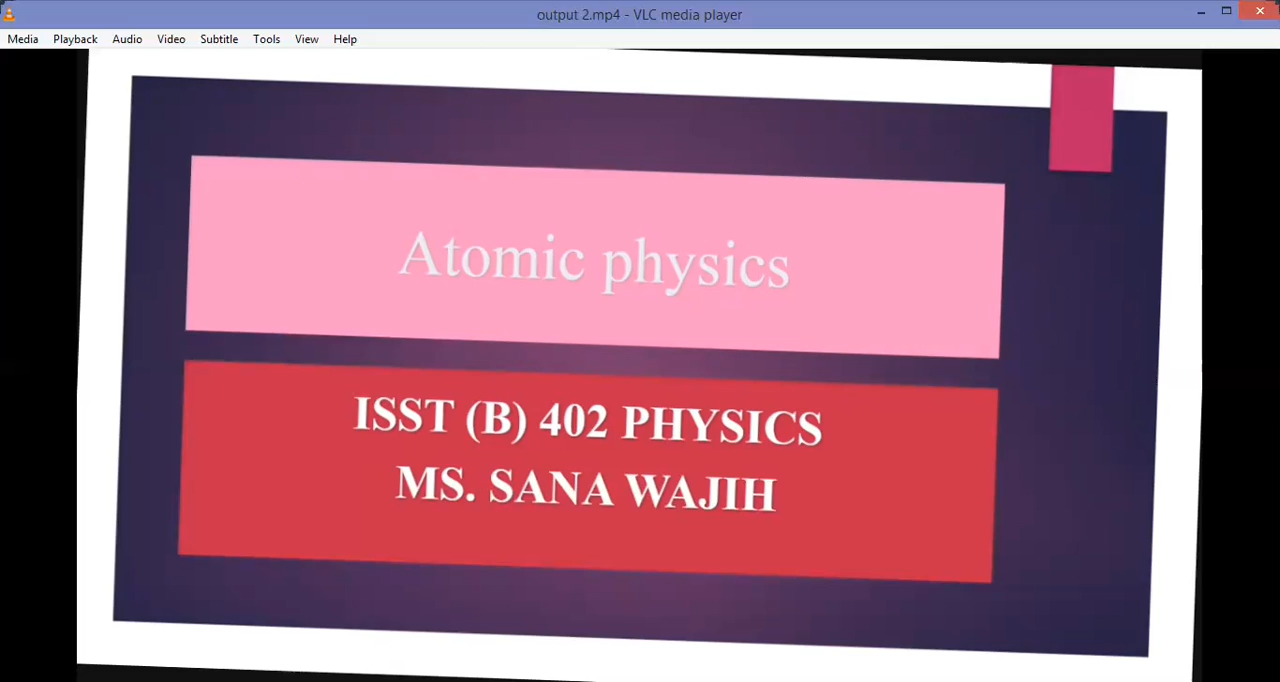 output 2.mp4 - VLC media player
Media Playback Audio Video Subtitle Tools View Help
Atomic physics
ISST (B) 402 PHYSICS
MS. SANA WAJIH